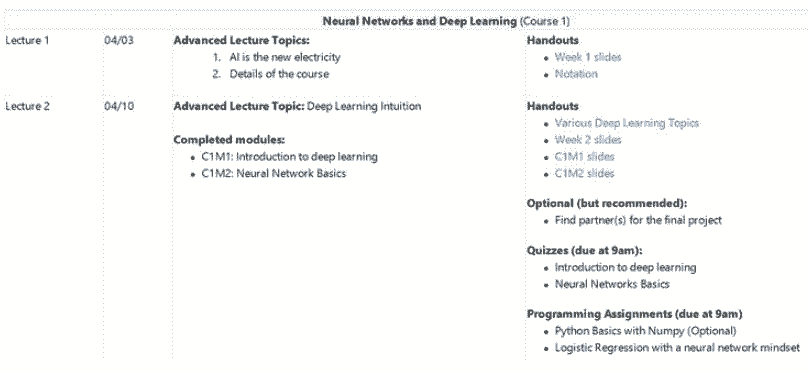 Neural Networks and Deep Learning (Course 1)
Lecture 1
04/03
Advanced Lecture Topics:
1. AI is the new electricity
2. Details of the course
Handouts
• Week 1 slides
• Notation
Lecture 2
04/10
Advanced Lecture Topic: Deep Learning Intuition
Completed modules:
• C1M1: Introduction to deep learning
• C1M2: Neural Network Basics
Handouts
• Various Deep Learning Topics
• Week 2 slides
• C1M1 slides
• C1M2 slides
Optional (but recommended):
• Find partner(s) for the final project
Quizzes (due at 9am):
• Introduction to deep learning
• Neural Networks Basics
Programming Assignments (due at 9am)
• Python Basics with Numpy (Optional)
• Logistic Regression with a neural network mindset